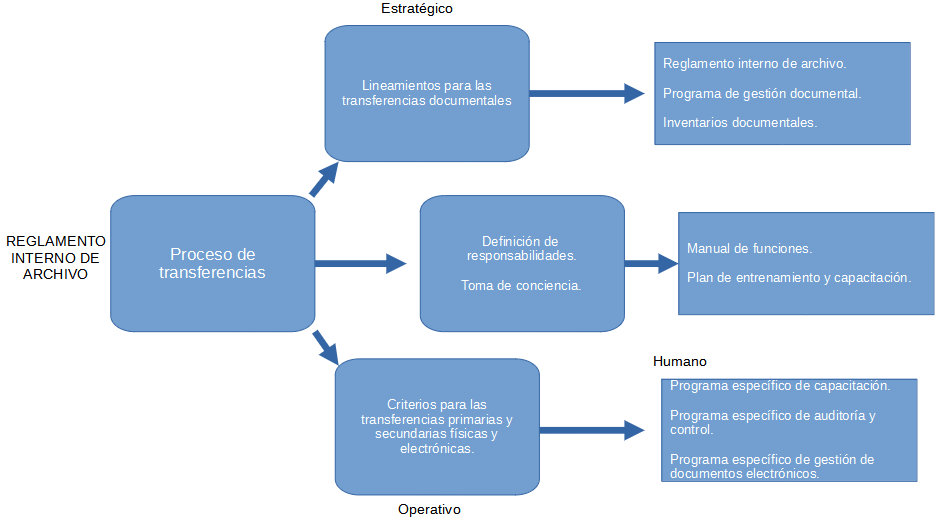 Estratégico
Lineamientos para las
transferencias documentales
Reglamento interno de archivo.
Programa de gestión documental.
Inventarios documentales.
REGLAMENTO
INTERNO DE
ARCHIVO
Proceso de
transferencias
Definición de
responsabilidades.
Toma de conciencia.
Manual de funciones.
Plan de entrenamiento y capacitación.
Humano
Criterios para las
transferencias primarias y
secundarias físicas y
electrónicas.
Programa específico de capacitación.
Programa específico de auditoría y
control.
Programa específico de gestión de
documentos electrónicos.
Operativo